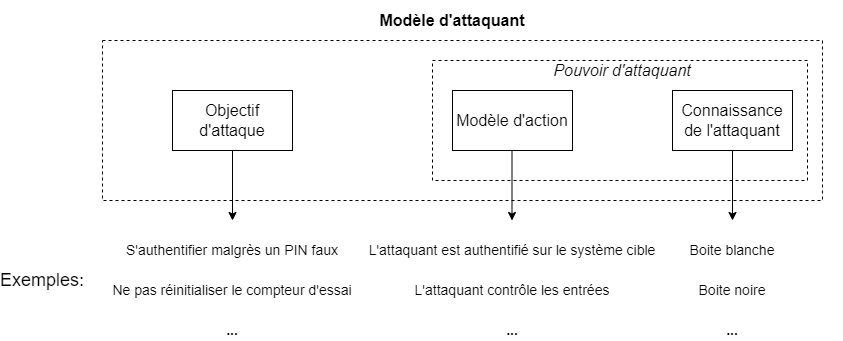 Modèle d'attaquant
Pouvoir d'attaquant
Objectif
d'attaque
Modèle d'action
Connaissance
de l'attaquant
S'authentifier malgrès un PIN faux
L'attaquant est authentifié sur le système cible
Boite blanche
Exemples:
Ne pas réinitialiser le compteur d'essai
L'attaquant contrôle les entrées
Boite noire
...
...
...